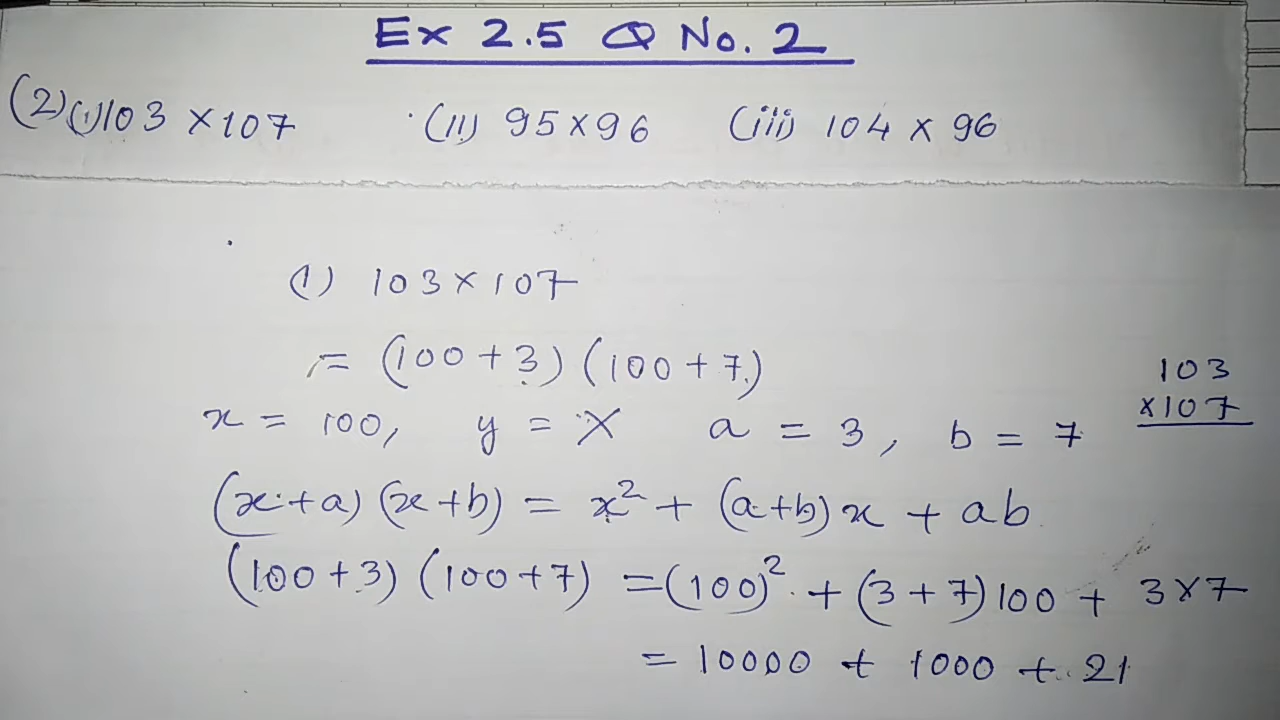 Ex 2.5 Q No. 2
(2)(i)103 × 107 (ii) 95×96 (iii) 104 × 96
(1) 103×107
= (100+3)(100+7)
103
×107
x = 100, y = X a = 3, b = 7
(x+a)(x+b) = x² + (a+b)x + ab
(100+3)(100+7) =(100)² + (3+7)100 + 3×7
= 10000 + 1000 + 21